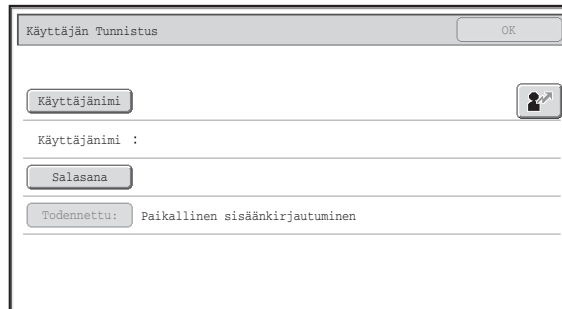 Käyttäjän Tunnistus OK
Käyttäjänimi
Käyttäjänimi :
Salasana
Todennettu: Paikallinen sisäänkirjautuminen